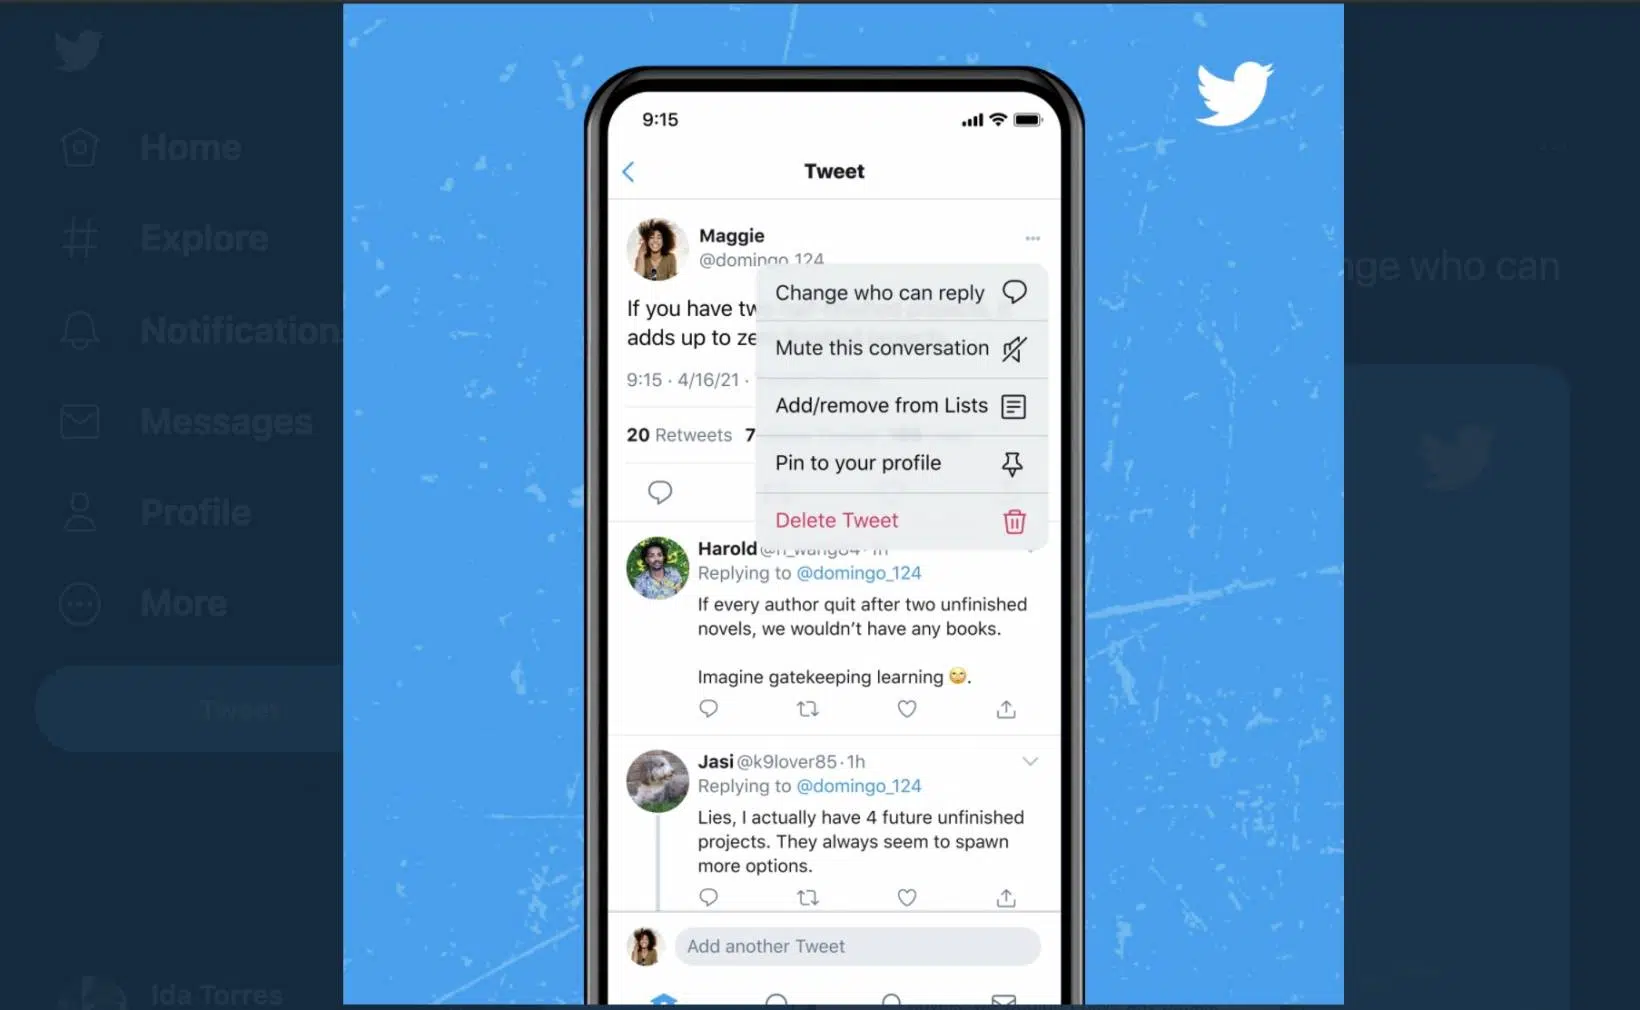 Home
Explore
Notification
Messages
Profile
More
Tweet
Ida Torres
9:15
Tweet
Maggie
@domingo_124
If you have tw
adds up to ze
9:15 · 4/16/21 ·
20 Retweets 7
Change who can reply
Mute this conversation
Add/remove from Lists
Pin to your profile
Delete Tweet
Harold @h_wang84 · 1h
Replying to @domingo_124
If every author quit after two unfinished
novels, we wouldn’t have any books.
Imagine gatekeeping learning 🙄.
Jasi @k9lover85 · 1h
Replying to @domingo_124
Lies, I actually have 4 future unfinished
projects. They always seem to spawn
more options.
Add another Tweet
nge who can